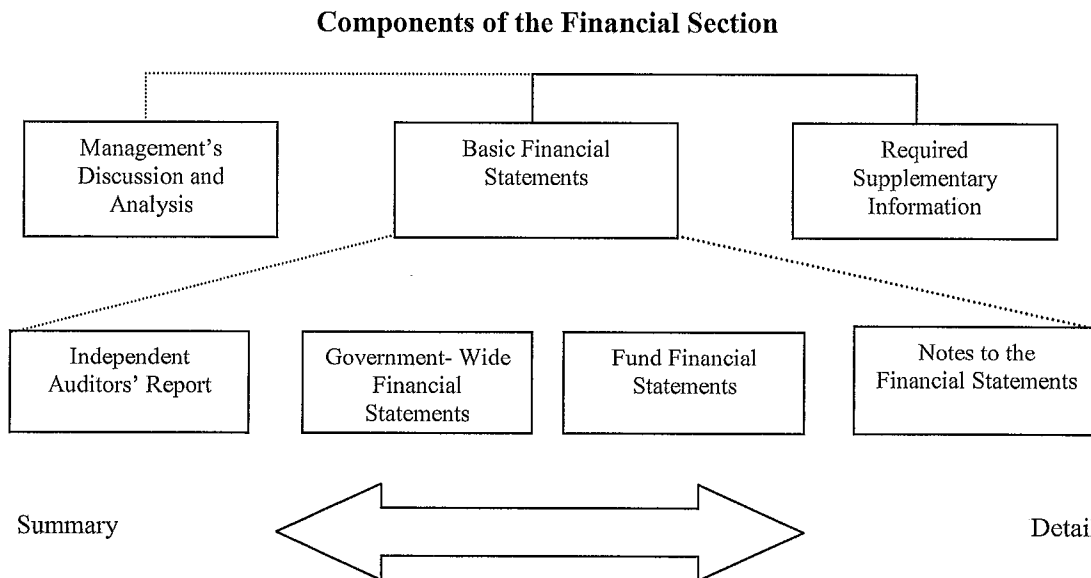 Components of the Financial Section
Management's
Discussion and
Analysis
Basic Financial
Statements
Required
Supplementary
Information
Independent
Auditors' Report
Government- Wide
Financial
Statements
Fund Financial
Statements
Notes to the
Financial Statements
Summary
Detai